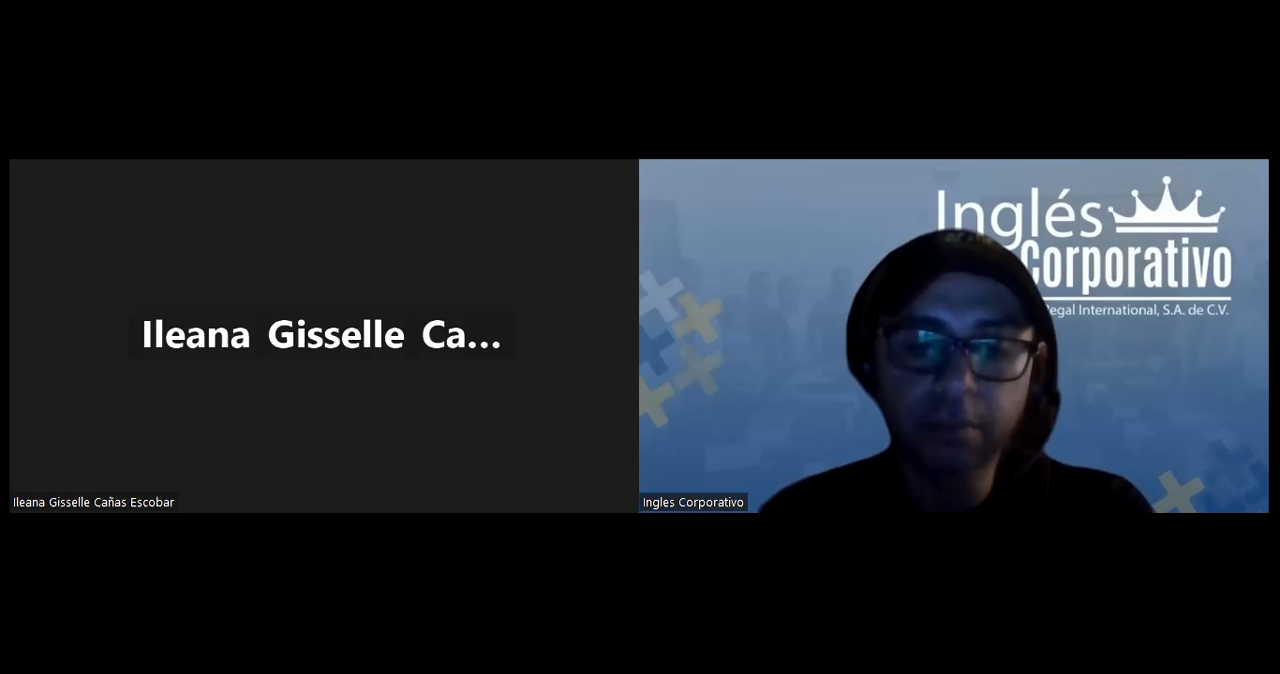 Ileana Gisselle Ca...
Ileana Gisselle Cañas Escobar
Inglés
Corporativo
Regal International, S.A. de C.V.
Ingles Corporativo